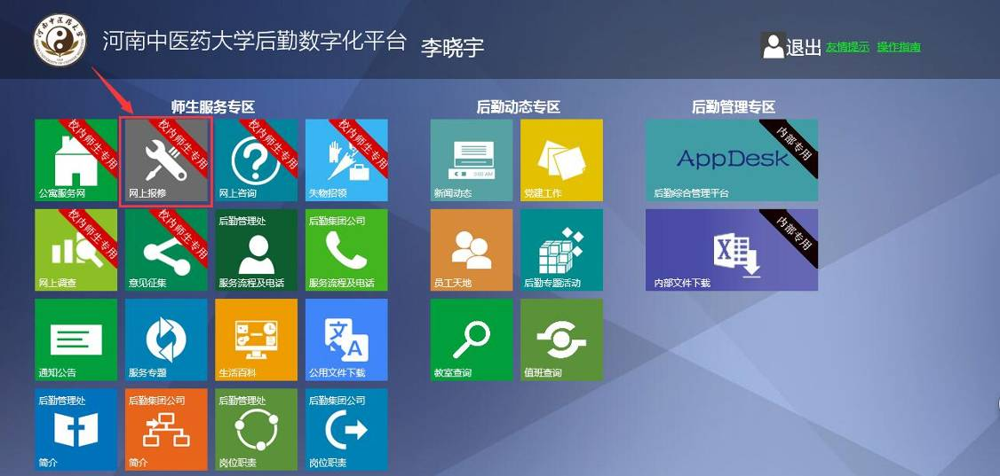 河南中医药大学
河南中医药大学后勤数字化平台
李晓宇
退出
友情提示
操作指南
师生服务专区
校内师生专用
公寓服务网
校内师生专用
网上报修
校内师生专用
网上咨询
校内师生专用
失物招领
校内师生专用
网上调查
校内师生专用
意见征集
后勤管理处
服务流程及电话
后勤集团公司
服务流程及电话
通知公告
服务专题
生活百科
文
A
公用文件下载
后勤管理处
简介
后勤集团公司
简介
后勤管理处
岗位职责
后勤集团公司
岗位职责
后勤动态专区
新闻动态
党建工作
员工天地
后勤专题活动
教室查询
值班查询
后勤管理专区
内部专用
AppDesk
后勤综合管理平台
内部专用
X
内部文件下载